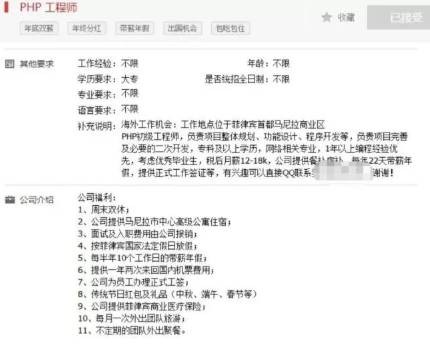 PHP 工程师
收藏
已接受
年底双薪
年终分红
带薪年假
出国机会
包吃包住
其他要求
工作经验：不限
年龄：不限
学历要求：大专
是否统招全日制：不限
专业要求：不限
语言要求：不限
补充说明：海外工作机会：工作地点位于菲律宾首都马尼拉商业区
PHP初级工程师，负责项目整体规划、功能设计、程序开发等，负责项目完善
及必要的二次开发，专科及以上学历，网络相关专业，1年以上编程经验优
先，考虑优秀毕业生，税后月薪12-18k，公司提供餐补房补，每年22天带薪年
假，提供正式工作签证等，有兴趣可以直接QQ联系 谢谢！
公司介绍
公司福利：
1、周末双休；
2、公司提供马尼拉市中心高级公寓住宿；
3、面试及入职费用由公司报销；
4、按菲律宾国家法定假日放假；
5、每半年10个工作日的带薪年假；
6、提供一年两次来回国内机票费用；
7、公司为员工办理正式工签；
8、传统节日红包及礼品（中秋、端午、春节等）
9、公司提供菲律宾商业医疗保险；
10、每月一次外出团队旅游；
11、不定期的团队外出聚餐。